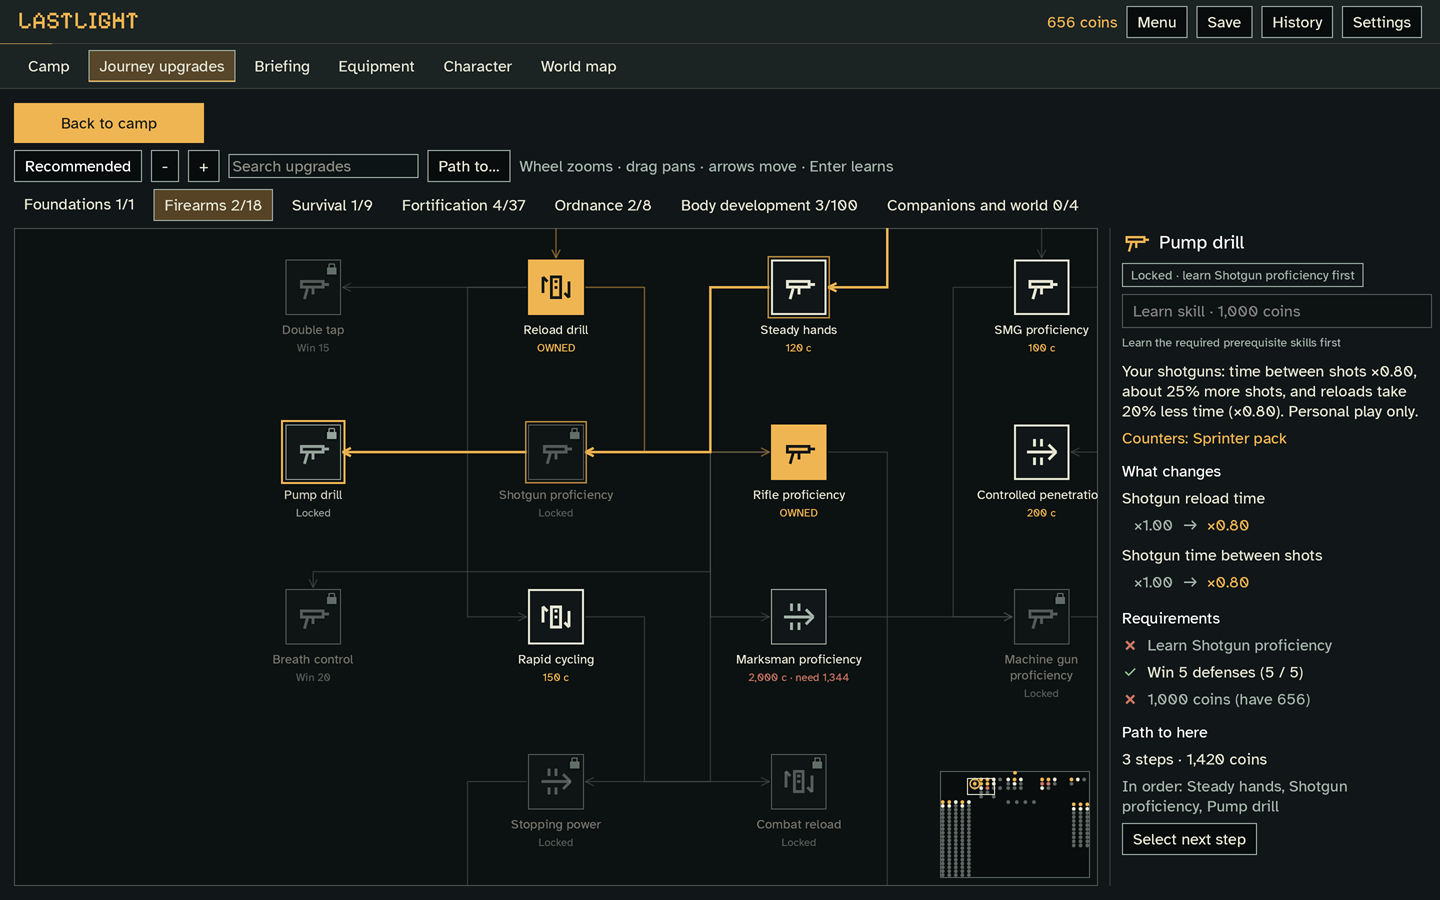 LASTLIGHT
656 coins
Menu
Save
History
Settings
Camp
Journey upgrades
Briefing
Equipment
Character
World map
Back to camp
Recommended
-
+
Search upgrades
Path to...
Wheel zooms · drag pans · arrows move · Enter learns
Foundations 1/1
Firearms 2/18
Survival 1/9
Fortification 4/37
Ordnance 2/8
Body development 3/100
Companions and world 0/4
Double tap
Win 15
Reload drill
OWNED
Steady hands
120 c
SMG proficiency
100 c
Pump drill
Locked
Shotgun proficiency
Locked
Rifle proficiency
OWNED
Controlled penetratio
200 c
Breath control
Win 20
Rapid cycling
150 c
Marksman proficiency
2,000 c · need 1,344
Machine gun
proficiency
Locked
Stopping power
Locked
Combat reload
Locked
Pump drill
Locked · learn Shotgun proficiency first
Learn skill · 1,000 coins
Learn the required prerequisite skills first
Your shotguns: time between shots ×0.80,
about 25% more shots, and reloads take
20% less time (×0.80). Personal play only.
Counters: Sprinter pack
What changes
Shotgun reload time
×1.00 → ×0.80
Shotgun time between shots
×1.00 → ×0.80
Requirements
Learn Shotgun proficiency
Win 5 defenses (5 / 5)
1,000 coins (have 656)
Path to here
3 steps · 1,420 coins
In order: Steady hands, Shotgun
proficiency, Pump drill
Select next step